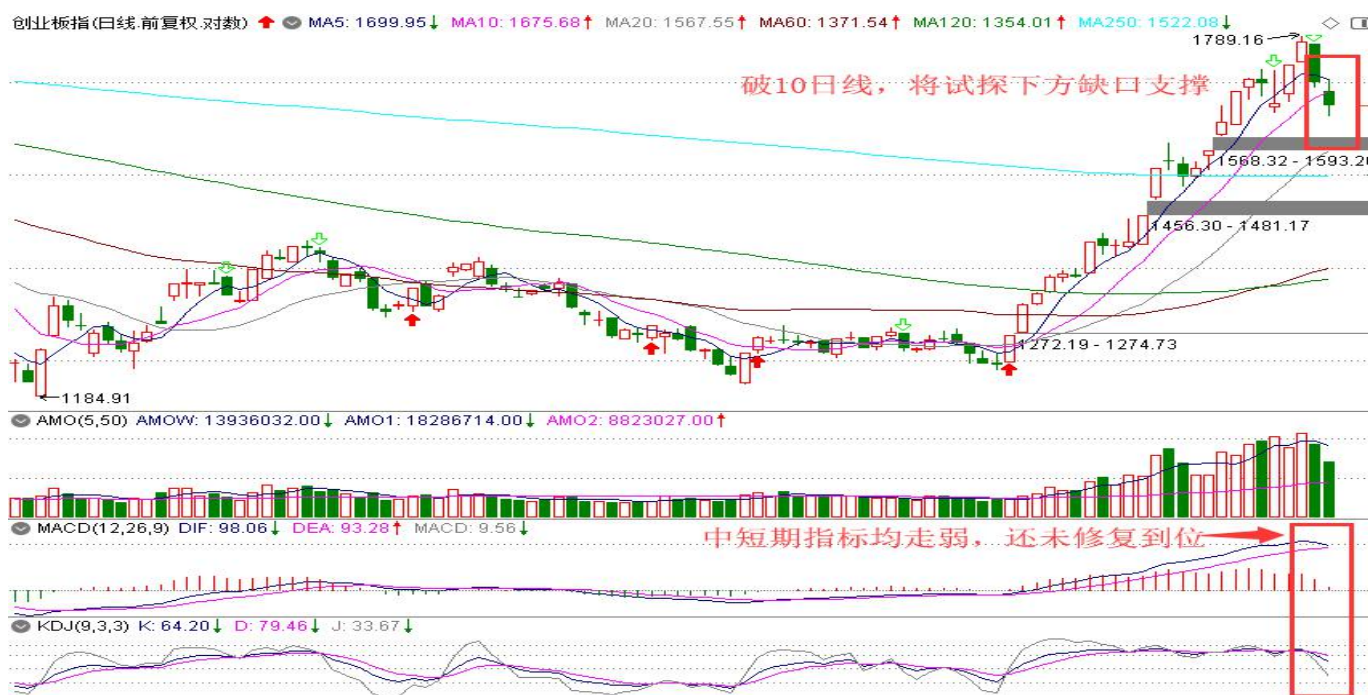 创业板指(日线.前复权.对数) MA5: 1699.95↓ MA10: 1675.68↑ MA20: 1567.55↑ MA60: 1371.54↑ MA120: 1354.01↑ MA250: 1522.08↓
1789.16
破10日线，将试探下方缺口支撑
1568.32 - 1593.20
1456.30 - 1481.17
1272.19 - 1274.73
1184.91
AMO(5,50) AMOW: 13936032.00↓ AMO1: 18286714.00↓ AMO2: 8823027.00↑
MACD(12,26,9) DIF: 98.06↓ DEA: 93.28↑ MACD: 9.56↓
中短期指标均走弱，还未修复到位
KDJ(9,3,3) K: 64.20↓ D: 79.46↓ J: 33.67↓